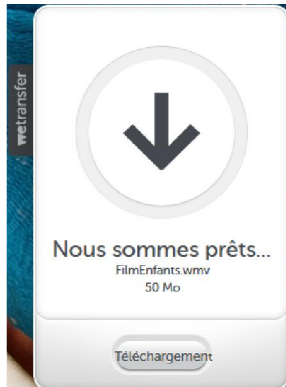 wetransfer
Nous sommes prêts...
FilmEnfants.wmv
50 Mo
Téléchargement